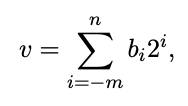 v = \sum_{i=-m}^{n} b_i 2^i,